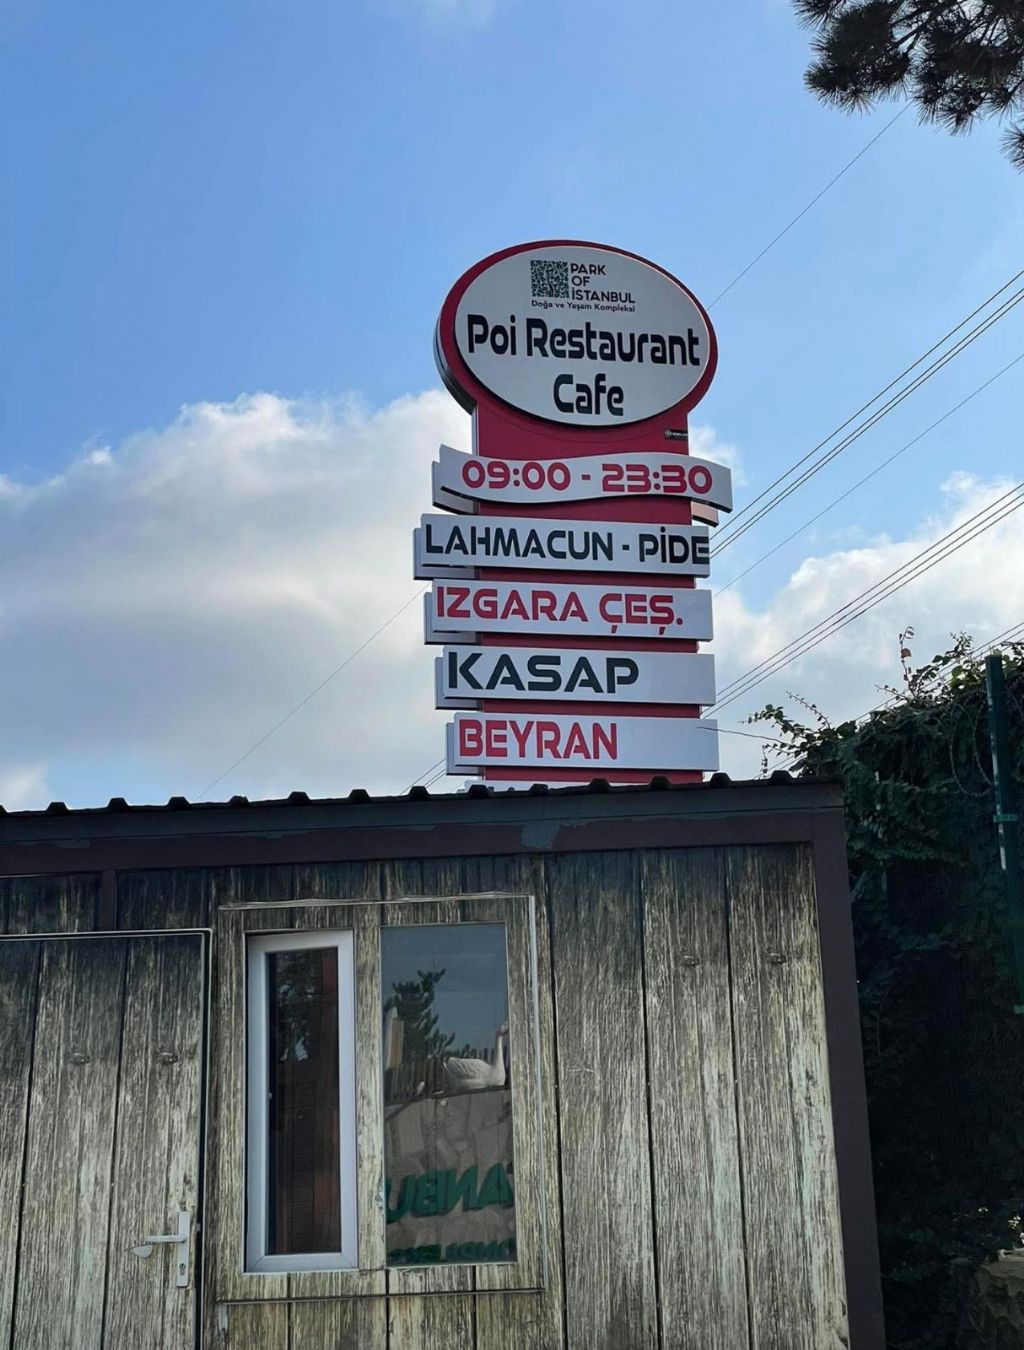 PARK
OF
İSTANBUL
Doğa ve Yaşam Kompleksi
Poi Restaurant
Cafe
09:00 - 23:30
LAHMACUN - PİDE
IZGARA ÇEŞ.
KASAP
BEYRAN